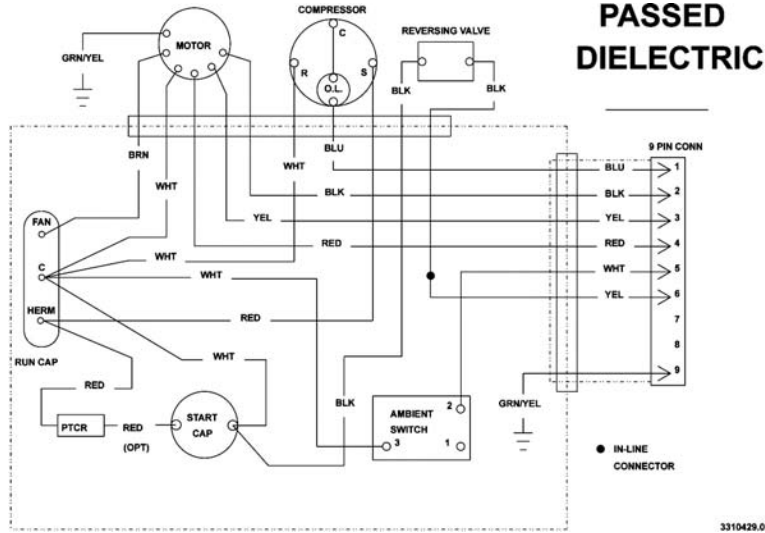 COMPRESSOR
PASSED
DIELECTRIC
MOTOR
C
REVERSING VALVE
GRN/YEL
R
S
O.L.
BLK
BLK
BRN
BLU
WHT
WHT
9 PIN CONN
BLU
1
BLK
BLK
2
FAN
YEL
YEL
3
RED
RED
4
WHT
C
WHT
WHT
5
YEL
6
HERM
RED
7
RUN CAP
WHT
8
RED
9
BLK
GRN/YEL
PTCR
RED
(OPT)
START
CAP
AMBIENT
SWITCH
2
3
1
IN-LINE
CONNECTOR
3310429.0